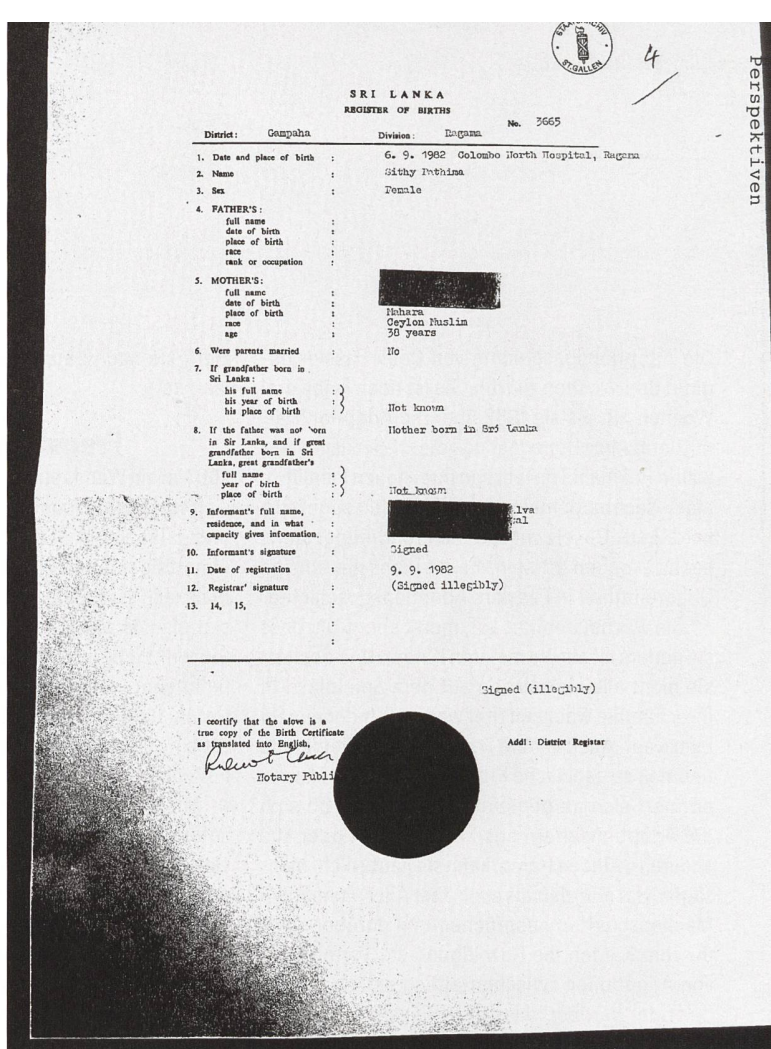 STAATSARCHIV
ST.GALLEN
4
Perspektiven
SRI LANKA
REGISTER OF BIRTHS
No. 3665
District : Gampaha Division : Ragama
1. Date and place of birth : 6. 9. 1982 Colombo North Hospital, Ragama
2. Name : Sithy Fathima
3. Sex : Female
4. FATHER'S :
full name :
date of birth :
place of birth :
race :
rank or occupation :
5. MOTHER'S :
full name :
date of birth :
place of birth : Mahara
race : Ceylon Muslim
age : 38 years
6. Were parents married : No
7. If grandfather born in
Sri Lanka :
his full name : }
his year of birth : }
his place of birth : } Not known
8. If the father was not born : Mother born in Sri Lanka
in Sir Lanka, and if great
grandfather born in Sri
Lanka, great grandfather's
full name : }
year of birth : }
place of birth : } Not known
9. Informant's full name, : lva
residence, and in what : al
capacity gives infoemation. :
10. Informant's signature : Signed
11. Date of registration : 9. 9. 1982
12. Registrar' signature : (Signed illegibly)
13. 14, 15, :
:
:
Signed (illegibly)
I ceortify that the alove is a
true copy of the Birth Certificate
as translated into English,
Addl : District Registar
Notary Publi